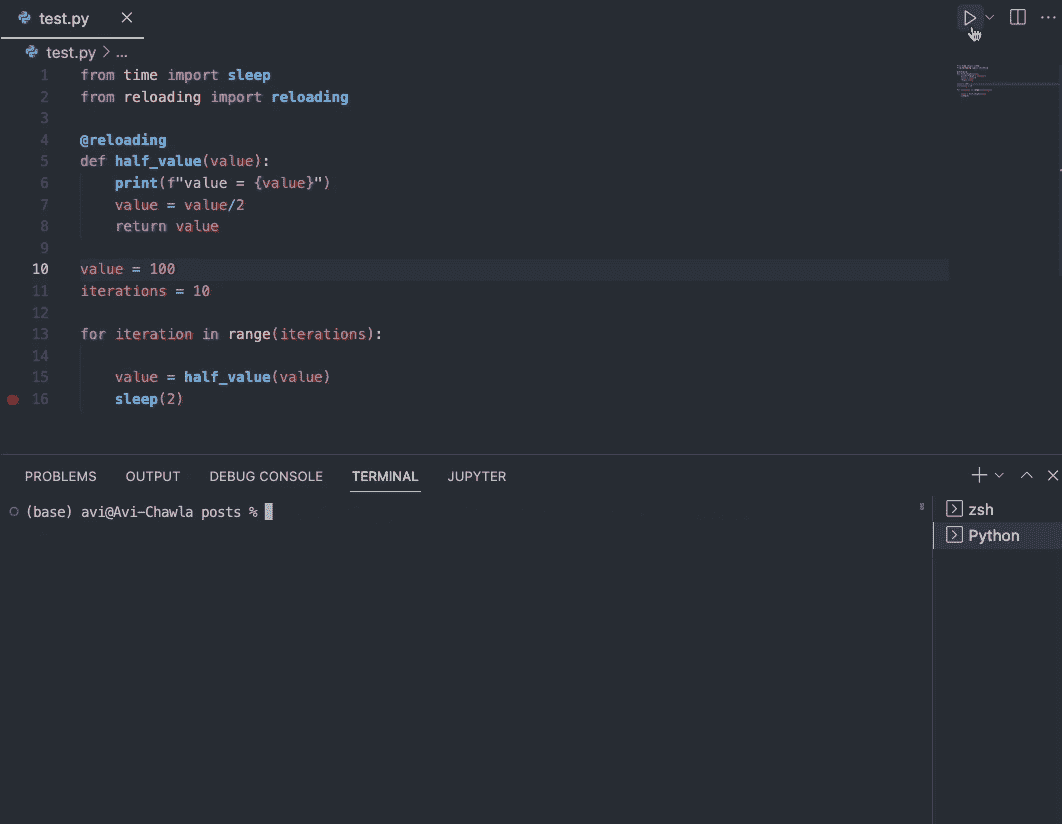 test.py
test.py > ...
1 from time import sleep
2 from reloading import reloading
3
4 @reloading
5 def half_value(value):
6     print(f"value = {value}")
7     value = value/2
8     return value
9
10 value = 100
11 iterations = 10
12
13 for iteration in range(iterations):
14
15     value = half_value(value)
16     sleep(2)
PROBLEMS OUTPUT DEBUG CONSOLE TERMINAL JUPYTER
(base) avi@Avi-Chawla posts %
zsh
Python